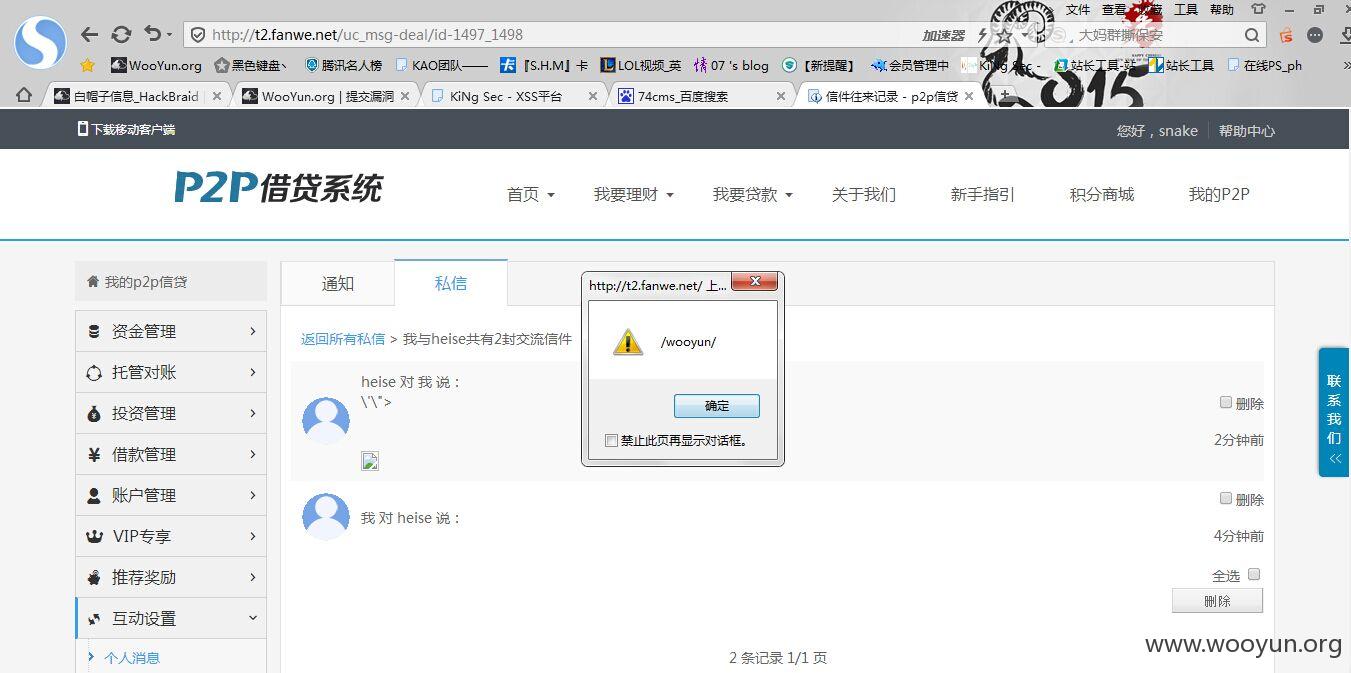 文件 查看 收藏 工具 帮助
http://t2.fanwe.net/uc_msg-deal/id-1497_1498 加速器 大妈群撕保安
WooYun.org 黑色键盘丶 腾讯名人榜 KAO团队—— 卡 『S.H.M』卡 LOL视频_英 情 07 's blog 【新提醒】 会员管理中 KiNg Sec - 站长工具-站 站长工具 在线PS_ph
白帽子信息_HackBraid WooYun.org | 提交漏洞 KiNg Sec - XSS平台 74cms_百度搜索 信件往来记录 - p2p信贷
2015
下载移动客户端 您好，snake 帮助中心
P2P借贷系统 首页 我要理财 我要贷款 关于我们 新手指引 积分商城 我的P2P
我的p2p信贷 通知 私信
http://t2.fanwe.net/ 上...
/wooyun/
确定
禁止此页再显示对话框。
资金管理
托管对账
投资管理
借款管理
账户管理
VIP专享
推荐奖励
互动设置
个人消息
返回所有私信 > 我与heise共有2封交流信件
heise 对 我 说：
\'\">
删除
2分钟前
我 对 heise 说：
删除
4分钟前
全选
删除
2 条记录 1/1 页
联系我们 <<
www.wooyun.org